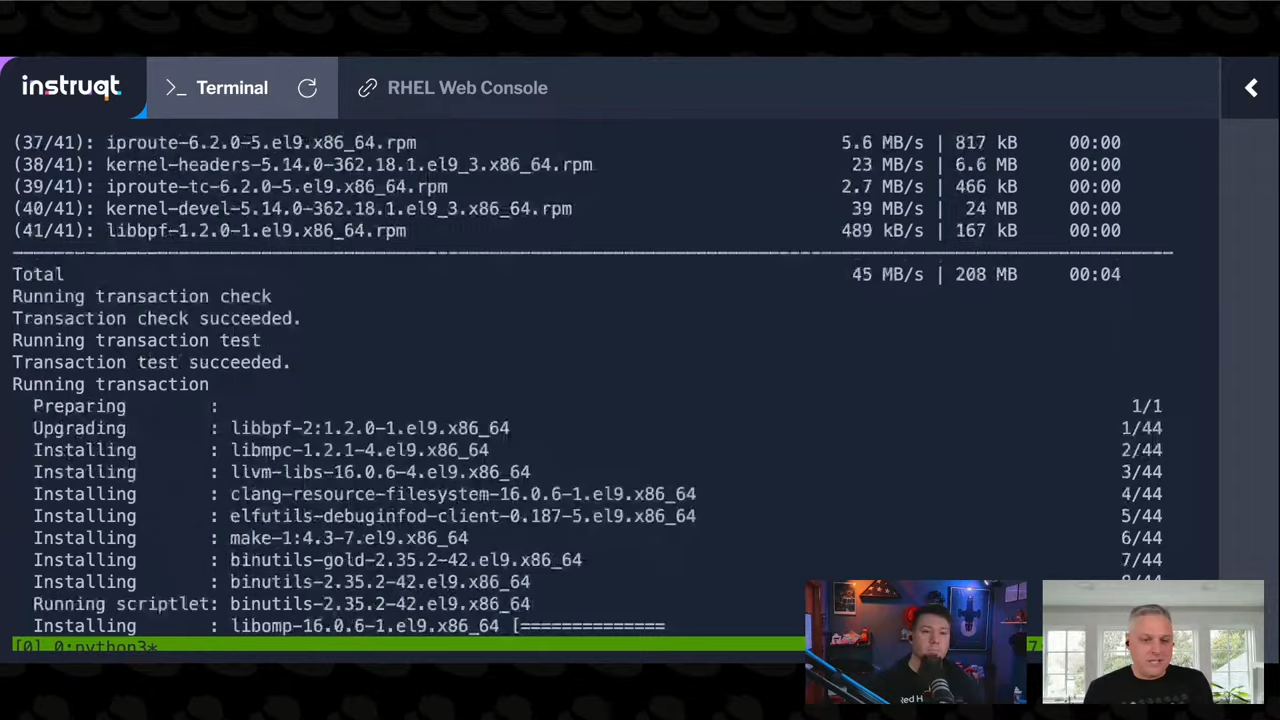 instruqt.
>_ Terminal
RHEL Web Console
(37/41): iproute-6.2.0-5.el9.x86_64.rpm 5.6 MB/s | 817 kB 00:00
(38/41): kernel-headers-5.14.0-362.18.1.el9_3.x86_64.rpm 23 MB/s | 6.6 MB 00:00
(39/41): iproute-tc-6.2.0-5.el9.x86_64.rpm 2.7 MB/s | 466 kB 00:00
(40/41): kernel-devel-5.14.0-362.18.1.el9_3.x86_64.rpm 39 MB/s | 24 MB 00:00
(41/41): libbpf-1.2.0-1.el9.x86_64.rpm 489 kB/s | 167 kB 00:00
Total 45 MB/s | 208 MB 00:04
Running transaction check
Transaction check succeeded.
Running transaction test
Transaction test succeeded.
Running transaction
Preparing : 1/1
Upgrading : libbpf-2:1.2.0-1.el9.x86_64 1/44
Installing : libmpc-1.2.1-4.el9.x86_64 2/44
Installing : llvm-libs-16.0.6-4.el9.x86_64 3/44
Installing : clang-resource-filesystem-16.0.6-1.el9.x86_64 4/44
Installing : elfutils-debuginfod-client-0.187-5.el9.x86_64 5/44
Installing : make-1:4.3-7.el9.x86_64 6/44
Installing : binutils-gold-2.35.2-42.el9.x86_64 7/44
Installing : binutils-2.35.2-42.el9.x86_64
Running scriptlet: binutils-2.35.2-42.el9.x86_64
Installing : libomp-16.0.6-1.el9.x86_64 [==============
[0] 0:python3*
Red H